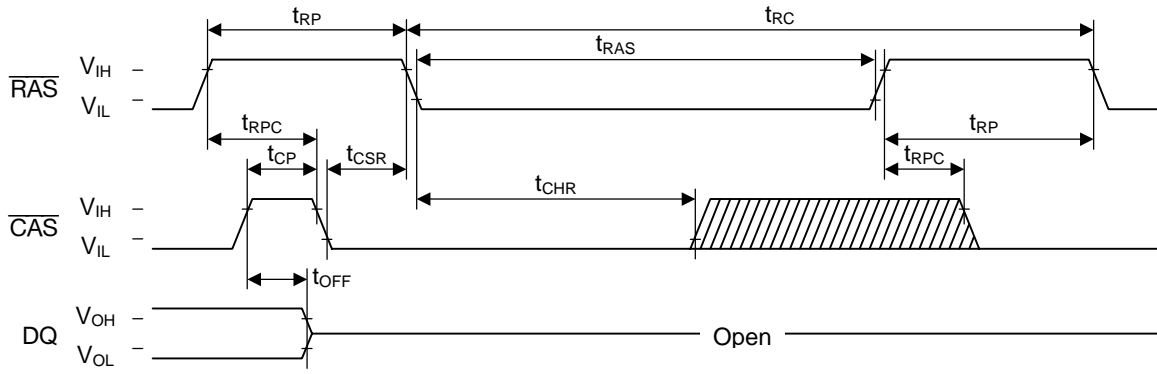 tRP
tRC
tRAS
RAS
VIH
VIL
tRPC
tCP
tCSR
tRP
tRPC
tCHR
CAS
VIH
VIL
tOFF
DQ
VOH
VOL
Open